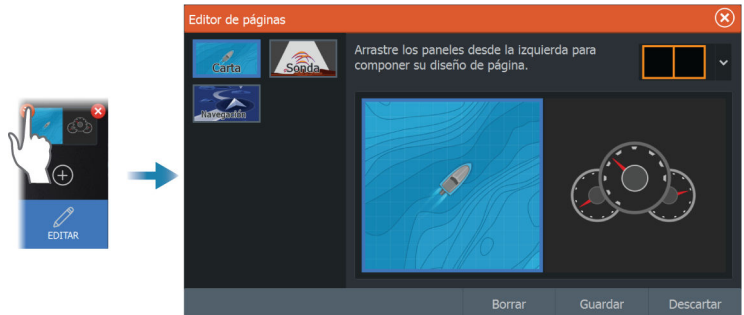 EDITAR
Editor de páginas
Carta
Sonda
Navegación
Arrastre los paneles desde la izquierda para
componer su diseño de página.
Borrar
Guardar
Descartar